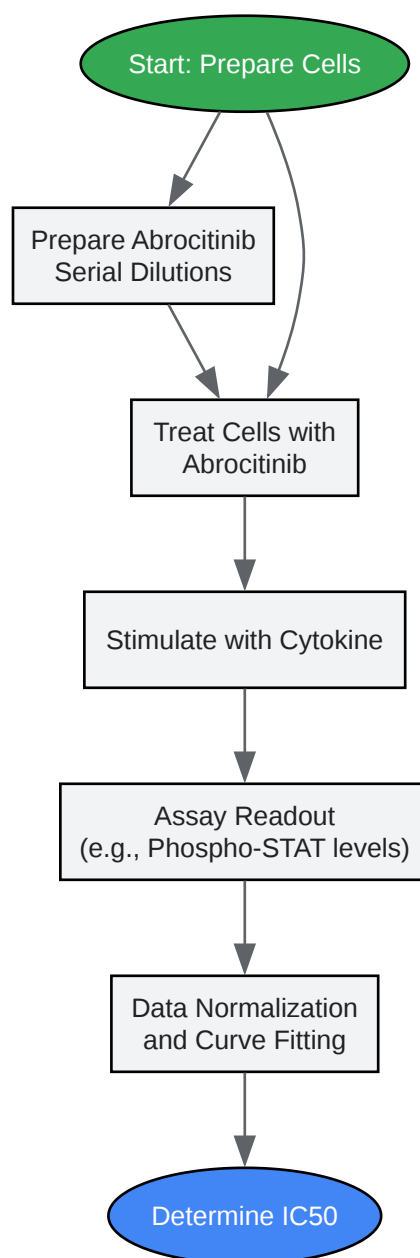 Start: Prepare Cells
Prepare Abrocitinib
Serial Dilutions
Treat Cells with
Abrocitinib
Stimulate with Cytokine
Assay Readout
(e.g., Phospho-STAT levels)
Data Normalization
and Curve Fitting
Determine IC50